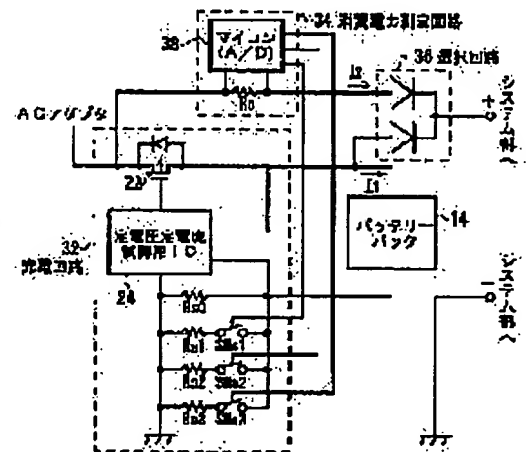 34 消費電力測定回路
38
マイコン
(A/D)
I2
36 選択回路
R0
ACアダプタ
+
システム部へ
22
I1
定電圧定電流
制御用IC
32
充電回路
24
バッテリー
パック
14
−
システム部へ
Rs0
Rs1
SWs1
Rs2
SWs2
Rs3
SWs3